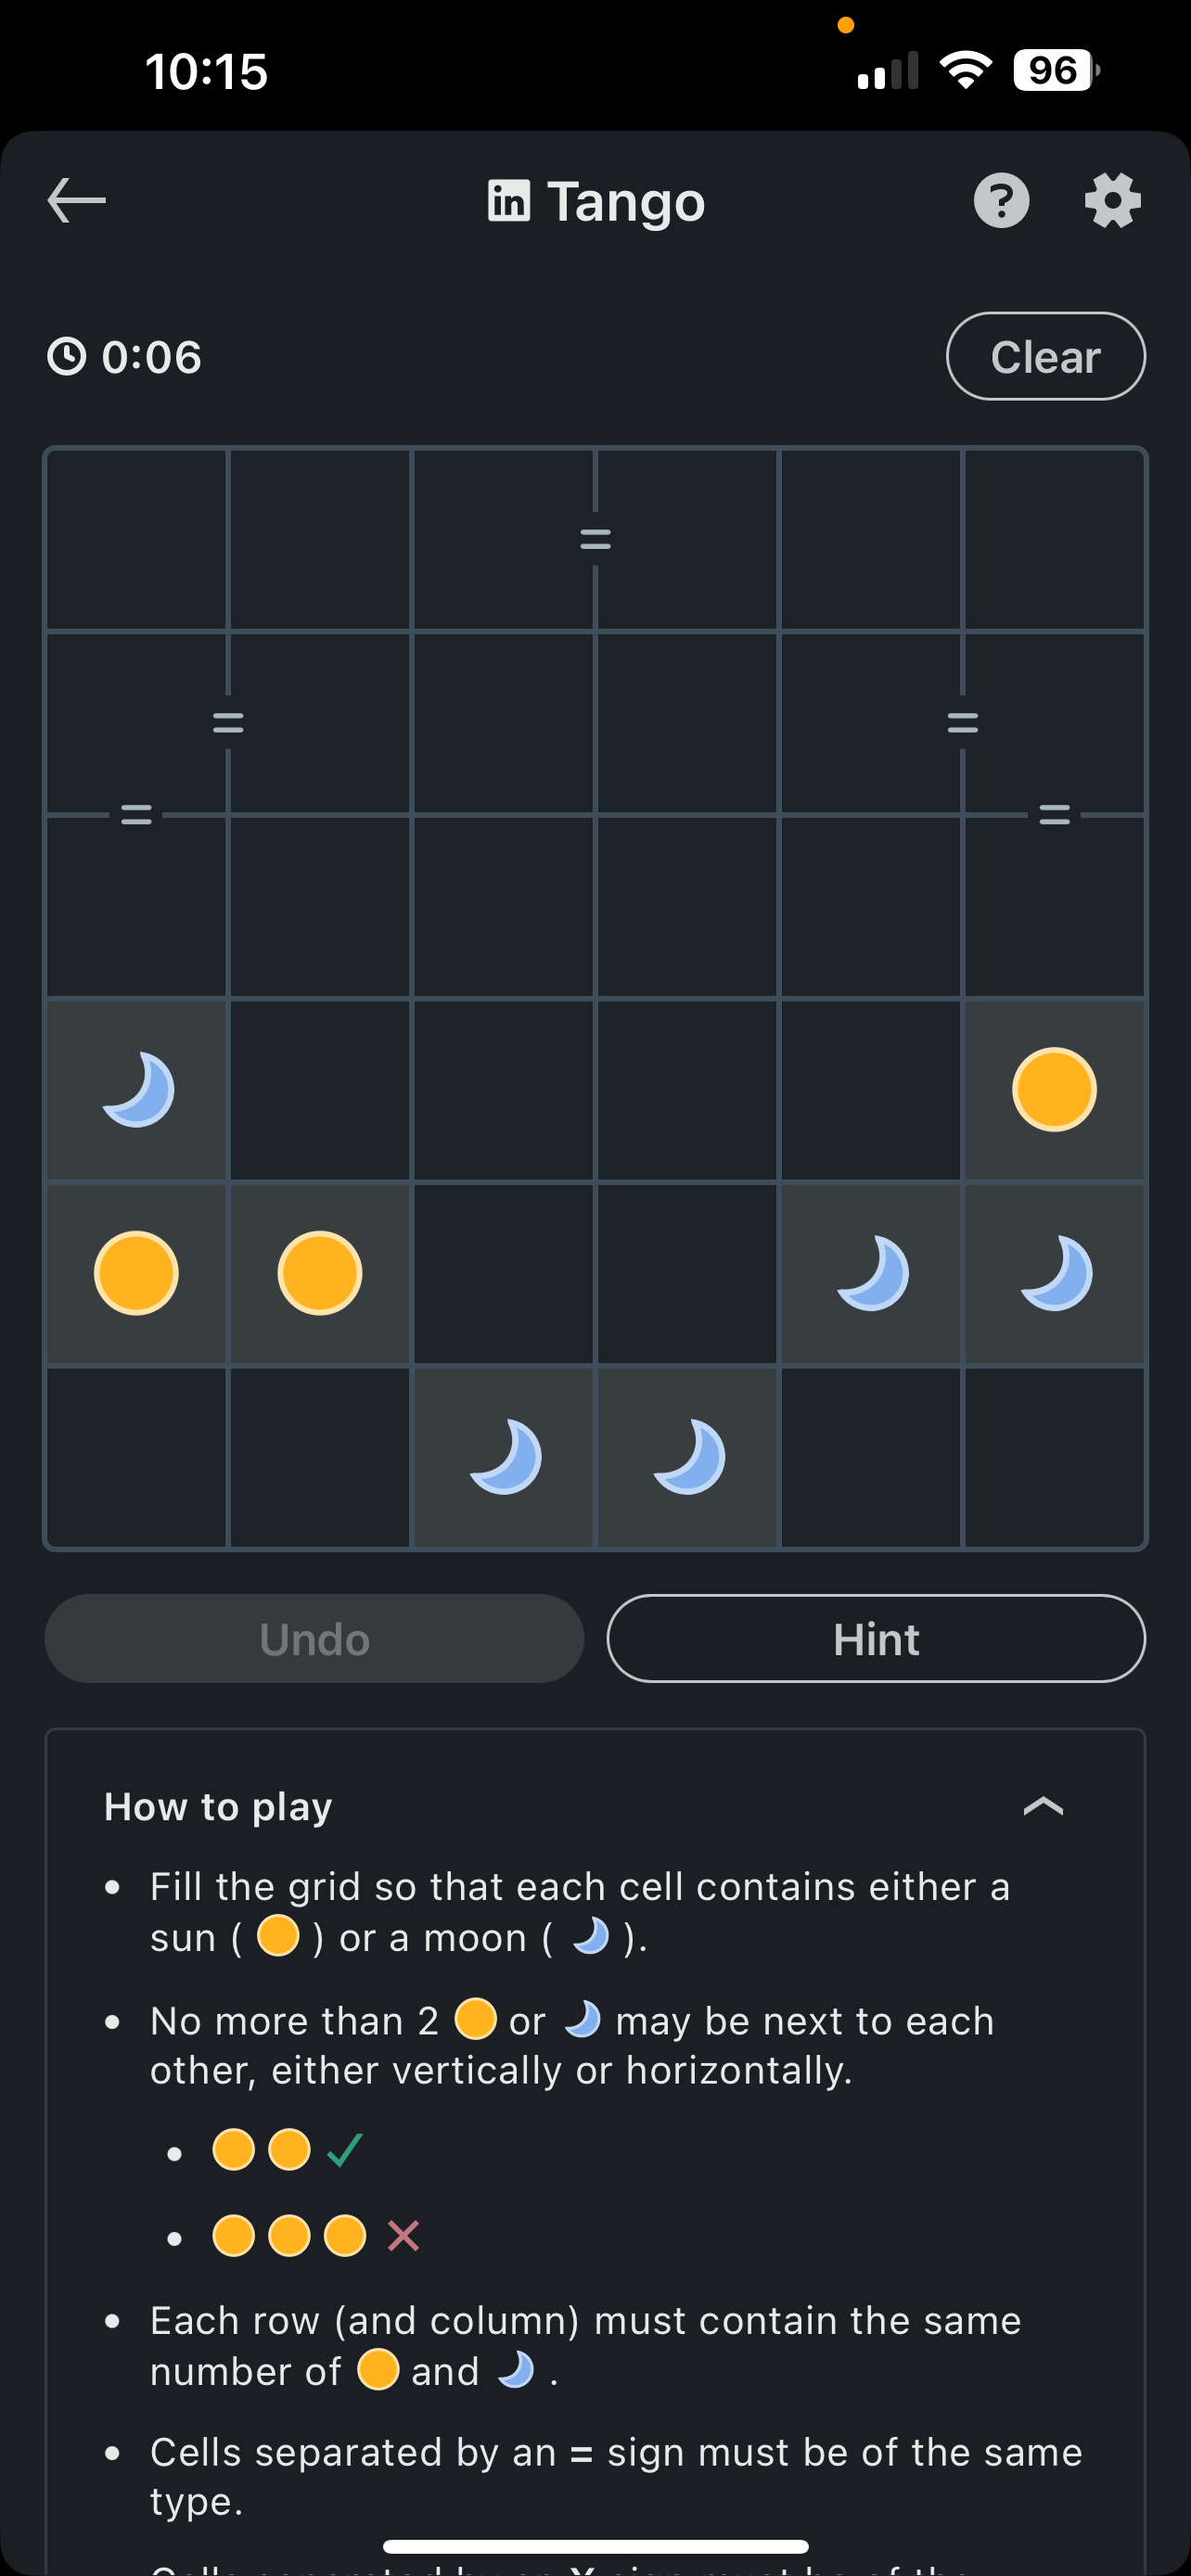 10:15
96
in Tango
?
0:06
Clear
=
= =
= =
Undo
Hint
How to play
• Fill the grid so that each cell contains either a
sun ( ) or a moon ( ).
• No more than 2 or may be next to each
other, either vertically or horizontally.
• Each row (and column) must contain the same
number of and .
• Cells separated by an = sign must be of the same
type.